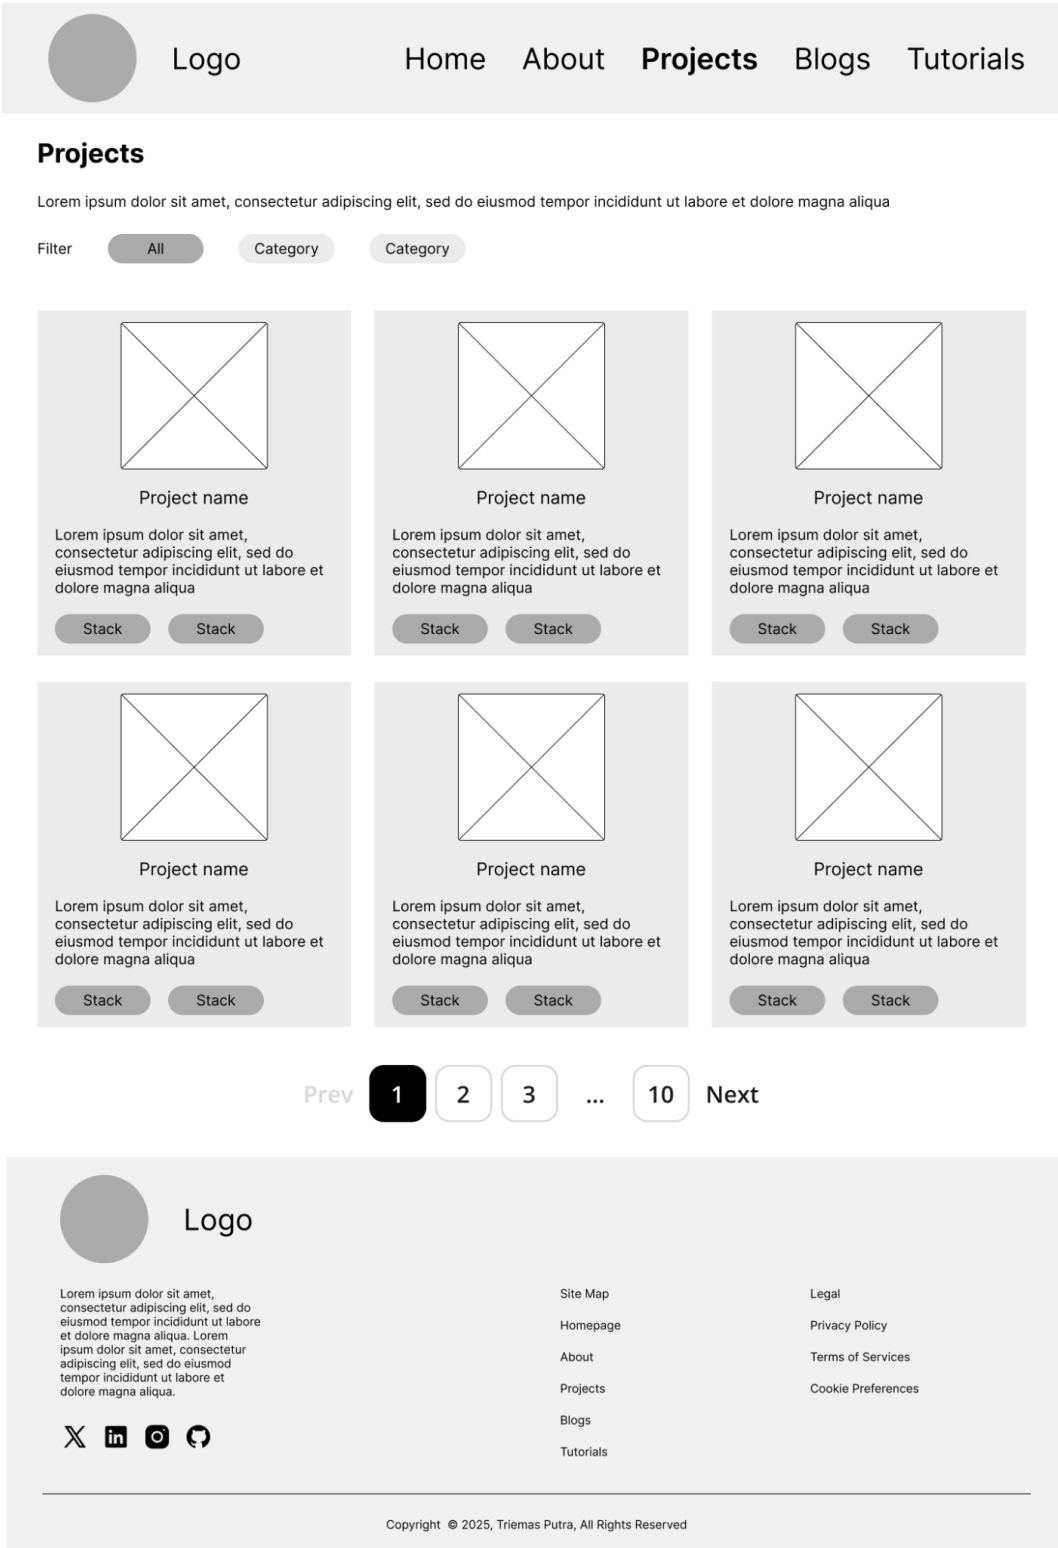 Logo
Home About Projects Blogs Tutorials
Projects
Lorem ipsum dolor sit amet, consectetur adipiscing elit, sed do eiusmod tempor incididunt ut labore et dolore magna aliqua
Filter All Category Category
Project name
Lorem ipsum dolor sit amet,
consectetur adipiscing elit, sed do
eiusmod tempor incididunt ut labore et
dolore magna aliqua
Stack Stack
Project name
Lorem ipsum dolor sit amet,
consectetur adipiscing elit, sed do
eiusmod tempor incididunt ut labore et
dolore magna aliqua
Stack Stack
Project name
Lorem ipsum dolor sit amet,
consectetur adipiscing elit, sed do
eiusmod tempor incididunt ut labore et
dolore magna aliqua
Stack Stack
Project name
Lorem ipsum dolor sit amet,
consectetur adipiscing elit, sed do
eiusmod tempor incididunt ut labore et
dolore magna aliqua
Stack Stack
Project name
Lorem ipsum dolor sit amet,
consectetur adipiscing elit, sed do
eiusmod tempor incididunt ut labore et
dolore magna aliqua
Stack Stack
Project name
Lorem ipsum dolor sit amet,
consectetur adipiscing elit, sed do
eiusmod tempor incididunt ut labore et
dolore magna aliqua
Stack Stack
Prev 1 2 3 ... 10 Next
Logo
Lorem ipsum dolor sit amet,
consectetur adipiscing elit, sed do
eiusmod tempor incididunt ut labore
et dolore magna aliqua. Lorem
ipsum dolor sit amet, consectetur
adipiscing elit, sed do eiusmod
tempor incididunt ut labore et
dolore magna aliqua.
Site Map
Homepage
About
Projects
Blogs
Tutorials
Legal
Privacy Policy
Terms of Services
Cookie Preferences
Copyright © 2025, Triemas Putra, All Rights Reserved